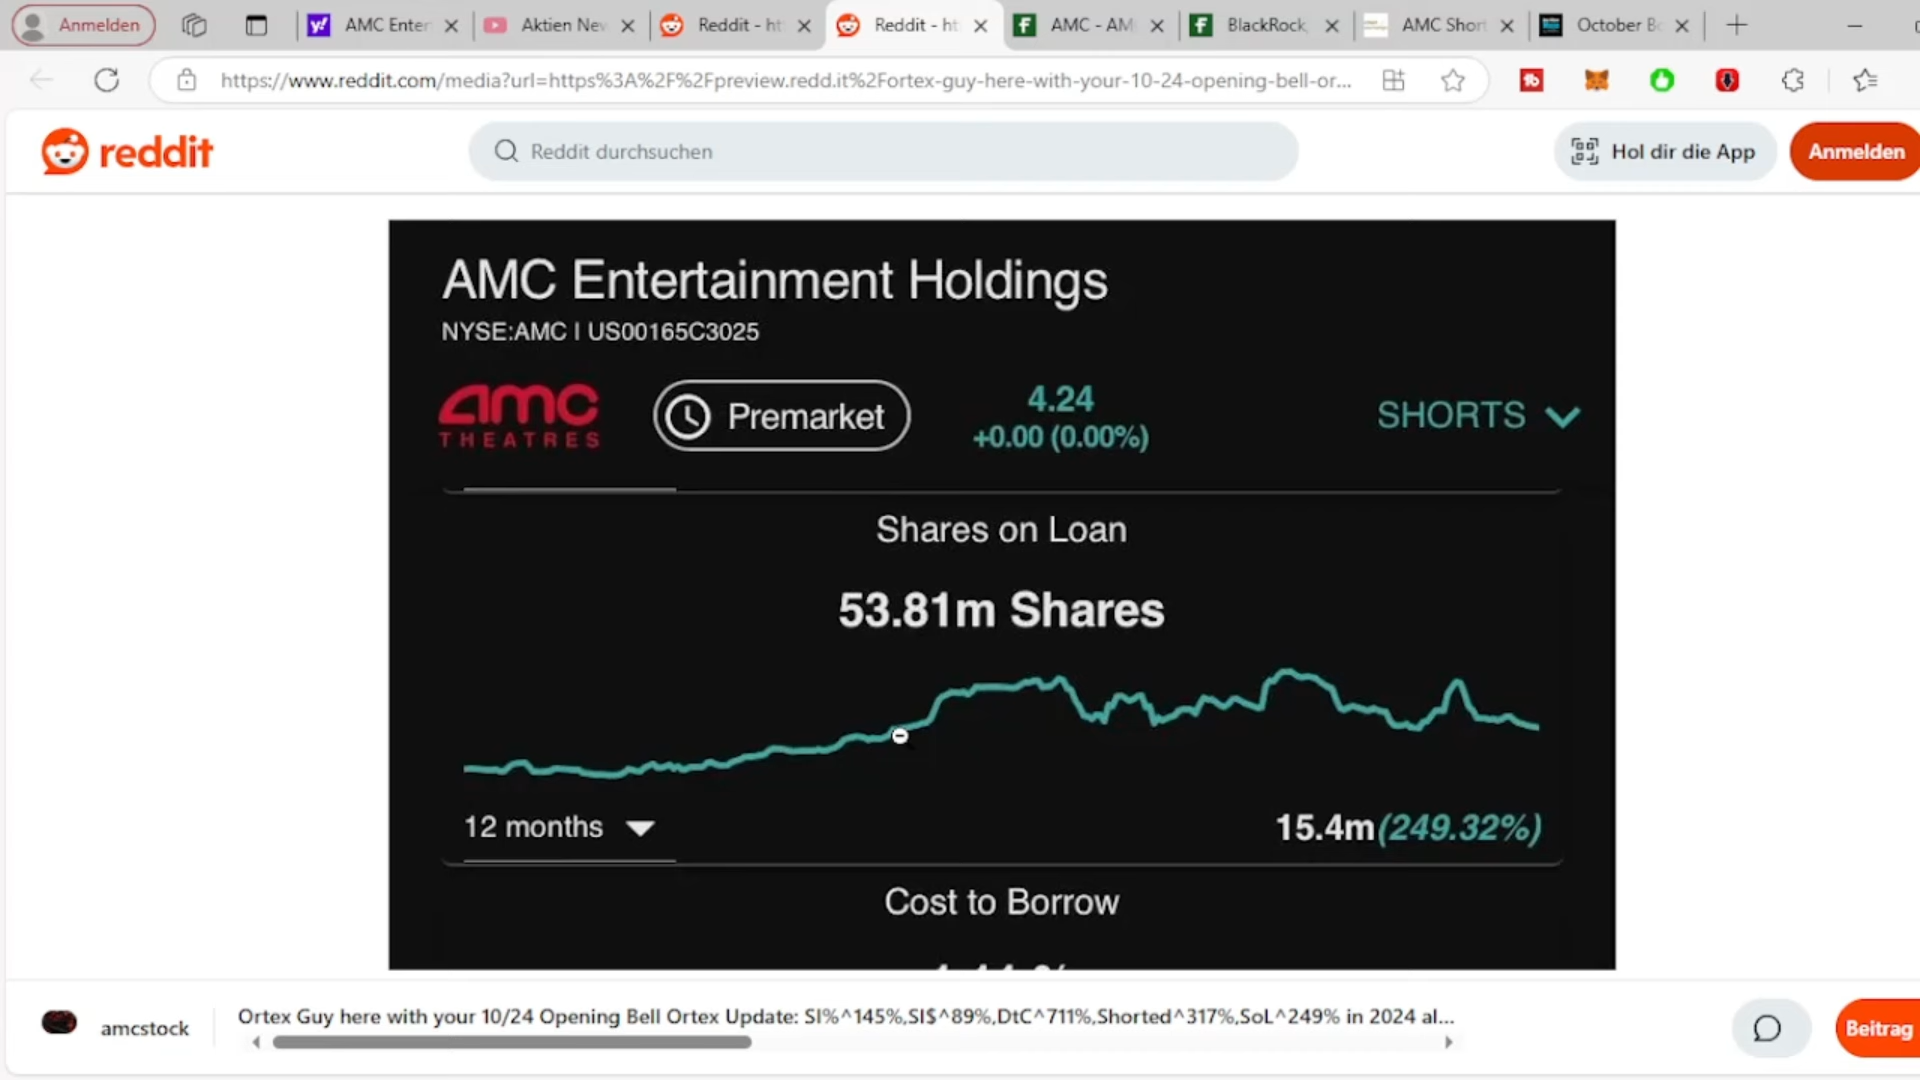 Anmelden
AMC Enter
Aktien Nev
Reddit - ht
Reddit - ht
AMC - AM
BlackRock,
AMC Short
October B
https://www.reddit.com/media?url=https%3A%2F%2Fpreview.redd.it%2Fortex-guy-here-with-your-10-24-opening-bell-or...
reddit
Reddit durchsuchen
Hol dir die App
Anmelden
AMC Entertainment Holdings
NYSE:AMC | US00165C3025
amc
THEATRES
Premarket
4.24
+0.00 (0.00%)
SHORTS
Shares on Loan
53.81m Shares
12 months
15.4m(249.32%)
Cost to Borrow
amcstock
Ortex Guy here with your 10/24 Opening Bell Ortex Update: SI%^145%,SI$^89%,DtC^711%,Shorted^317%,SoL^249% in 2024 al...
Beitrag